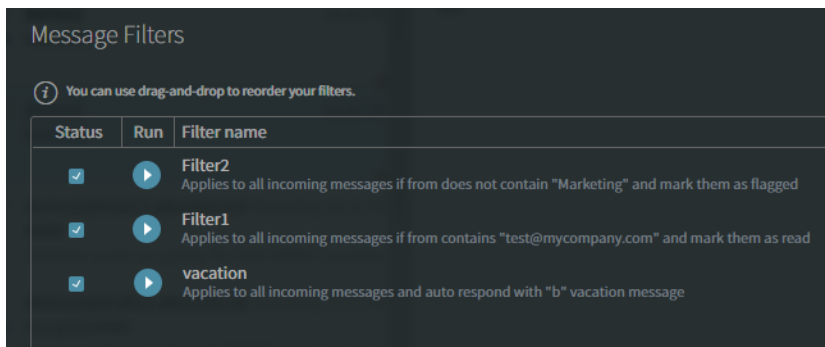 Message Filters
i You can use drag-and-drop to reorder your filters.
Status Run Filter name
Filter2
Applies to all incoming messages if from does not contain "Marketing" and mark them as flagged
Filter1
Applies to all incoming messages if from contains "test@mycompany.com" and mark them as read
vacation
Applies to all incoming messages and auto respond with "b" vacation message